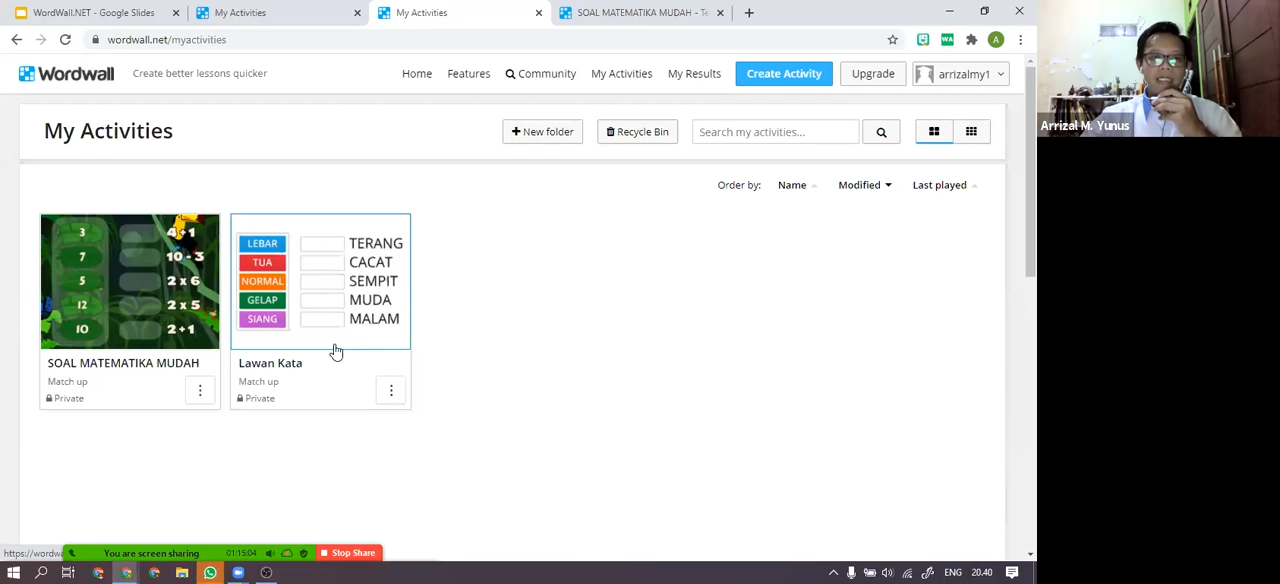 WordWall.NET - Google Slides
My Activities
My Activities
SOAL MATEMATIKA MUDAH - Te
wordwall.net/myactivities
WA
A
Wordwall
Create better lessons quicker
Home
Features
Community
My Activities
My Results
Create Activity
Upgrade
arrizalmy1
Arrizal M. Yunus
My Activities
New folder
Recycle Bin
Search my activities...
Order by:
Name
Modified
Last played
3
4+1
7
10 - 3
5
2 x 6
12
2 x 5
10
2 + 1
LEBAR
TERANG
TUA
CACAT
NORMAL
SEMPIT
GELAP
MUDA
SIANG
MALAM
SOAL MATEMATIKA MUDAH
Match up
Private
Lawan Kata
Match up
Private
https://wordwa
You are screen sharing
01:15:04
Stop Share
ENG
20.40